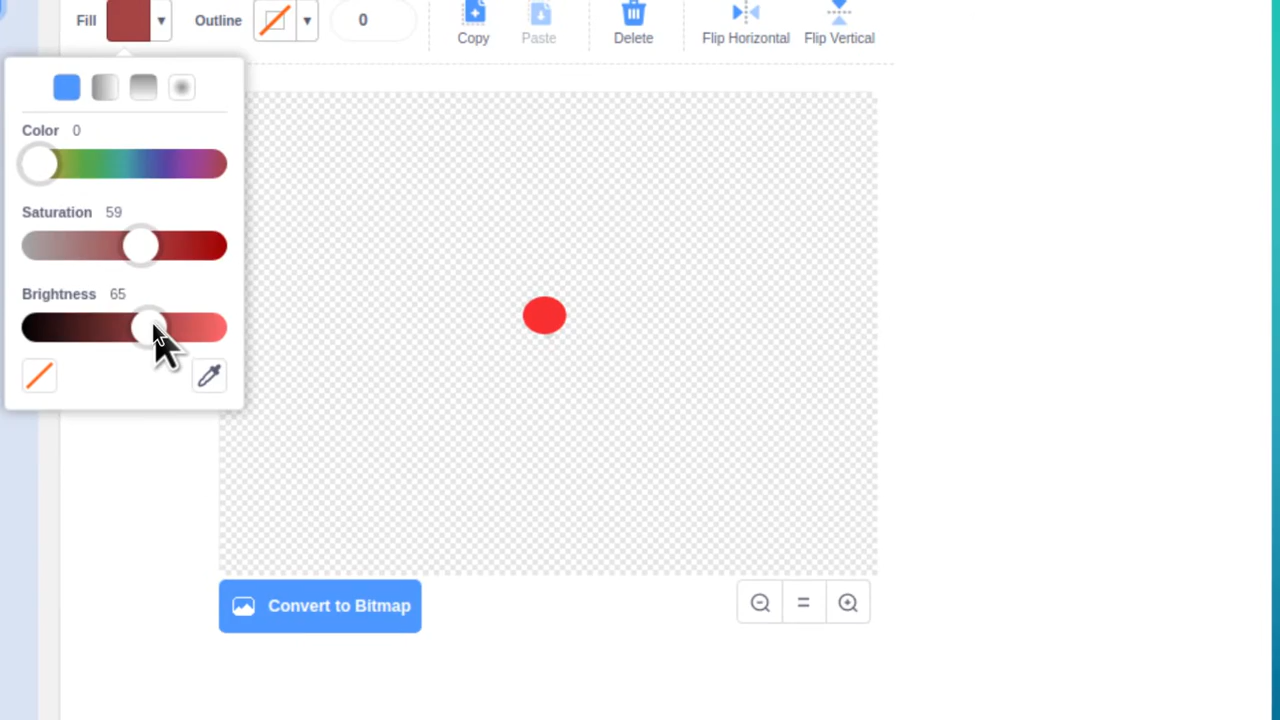 Fill
Outline
0
Copy
Paste
Delete
Flip Horizontal
Flip Vertical
Color 0
Saturation 59
Brightness 65
Convert to Bitmap